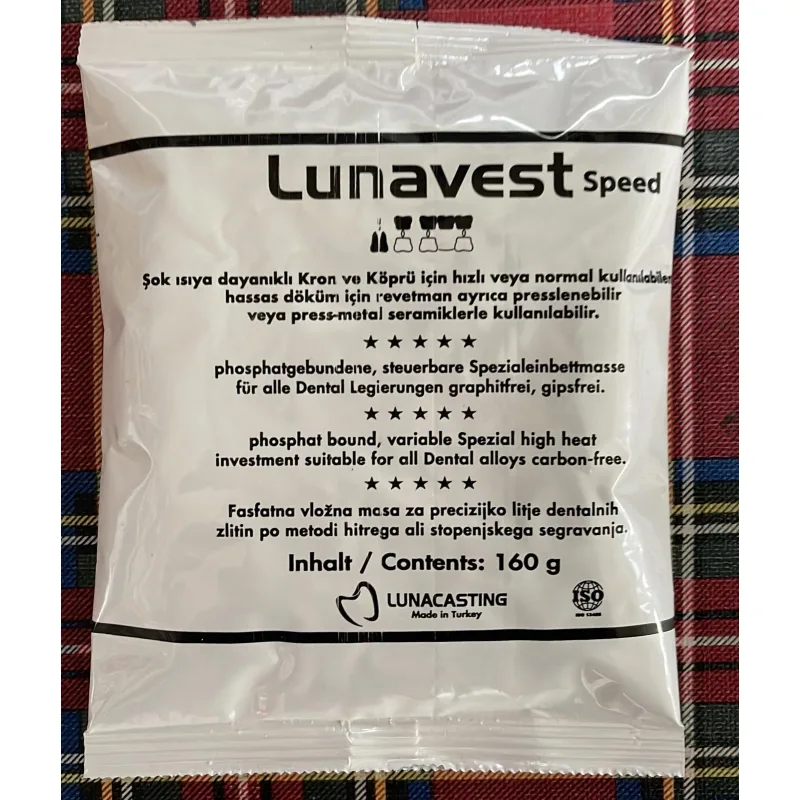 Lunavest Speed
Şok ısıya dayanıklı Kron ve Köprü için hızlı veya normal kullanılabilen
hassas döküm için revetman ayrıca presslenebilir
veya press-metal seramiklerle kullanılabilir.
★ ★ ★ ★ ★
phosphatgebundene, steuerbare Spezialeinbettmasse
für alle Dental Legierungen graphitfrei, gipsfrei.
★ ★ ★ ★ ★
phosphat bound, variable Spezial high heat
investment suitable for all Dental alloys carbon-free.
★ ★ ★ ★ ★
Fasfatna vložna masa za precizijko litje dentalnih
zlitin po metodi hitrega ali stopenjskega segravanja.
Inhalt / Contents: 160 g
LUNACASTING
Made in Turkey
ISO
ISO 13485